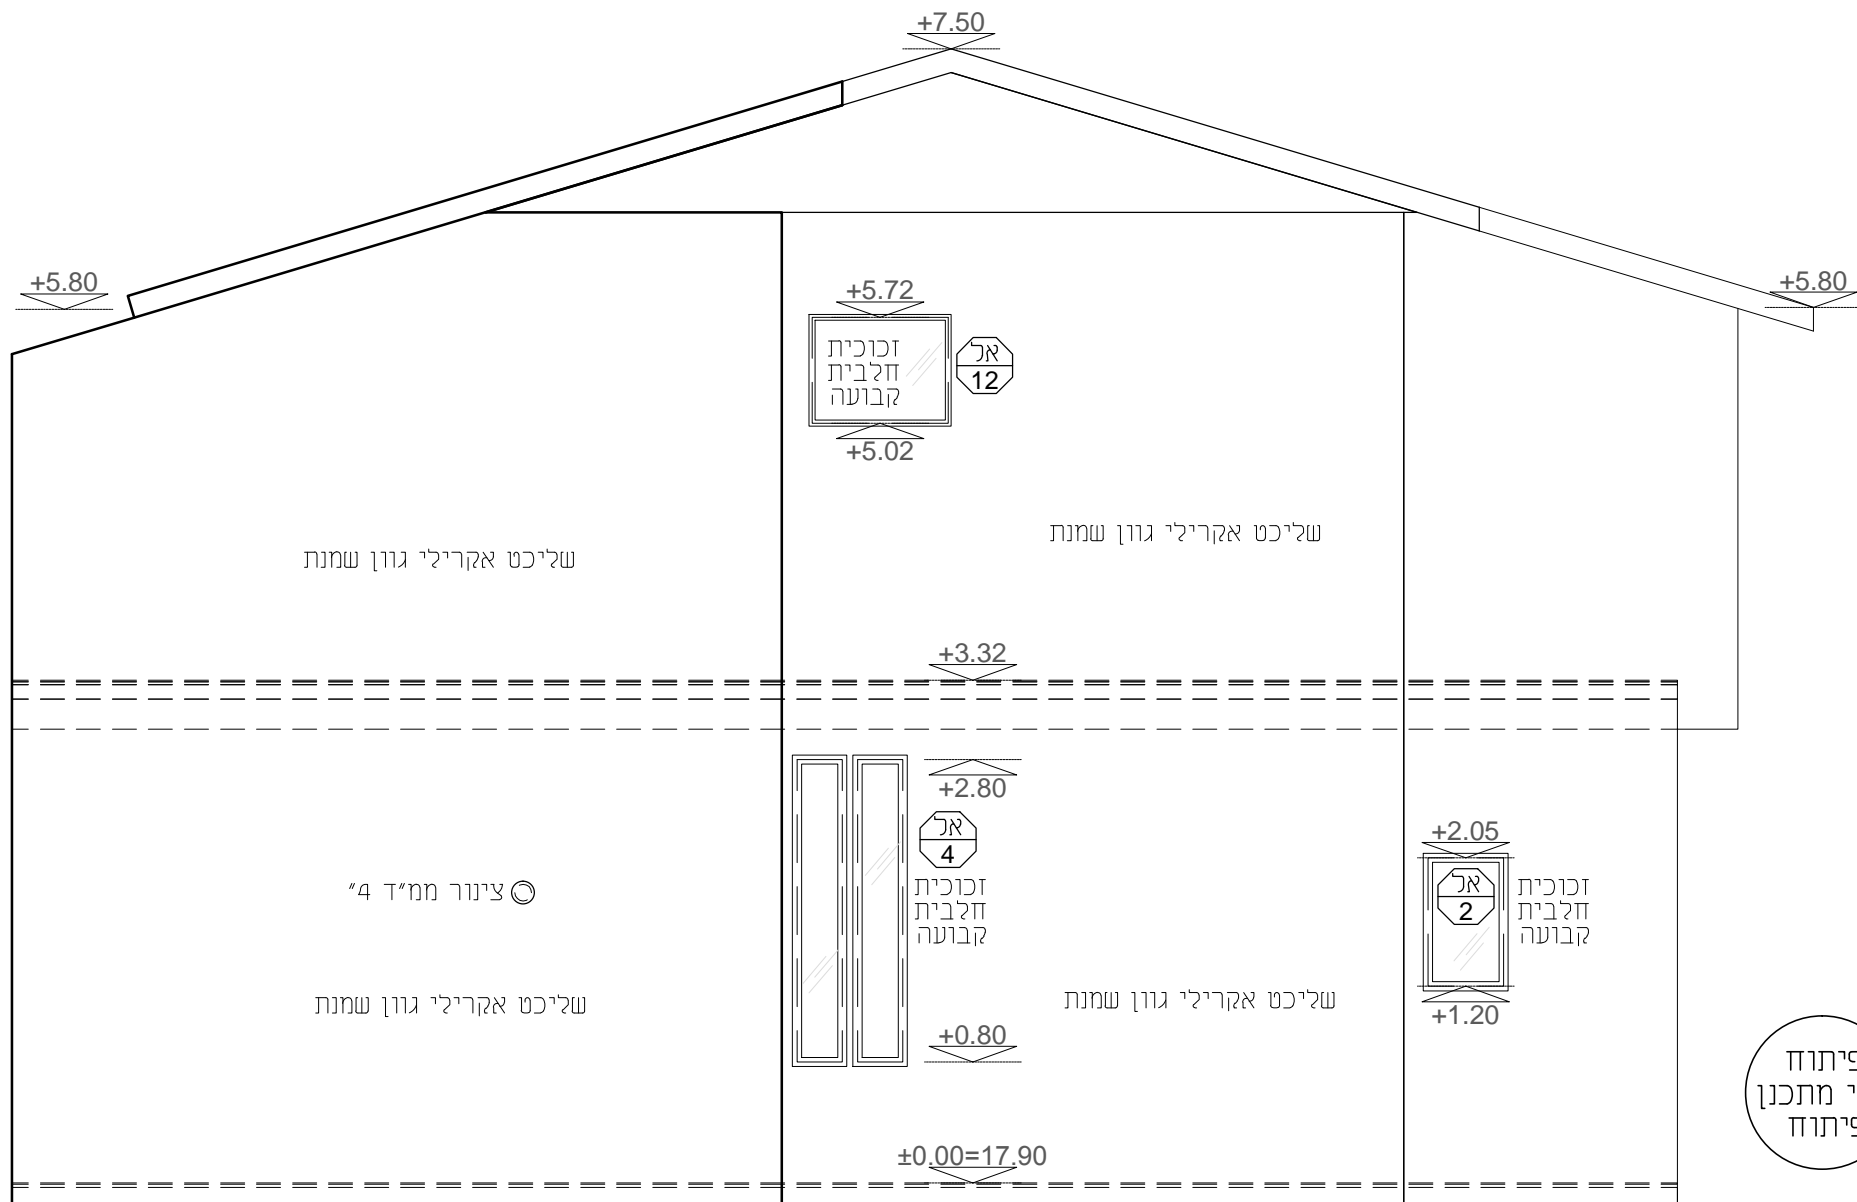 +7.50
+5.80
+5.80
+5.72
זכוכית
חלבית
קבועה
אל
12
+5.02
שליכט אקרילי גוון שמנת
שליכט אקרילי גוון שמנת
+3.32
+2.80
אל
4
זכוכית
חלבית
קבועה
+2.05
אל
2
זכוכית
חלבית
קבועה
+1.20
צינור ממ"ד 4"
שליכט אקרילי גוון שמנת
שליכט אקרילי גוון שמנת
+0.80
±0.00=17.90
פיתוח
י מתכנן
פיתוח